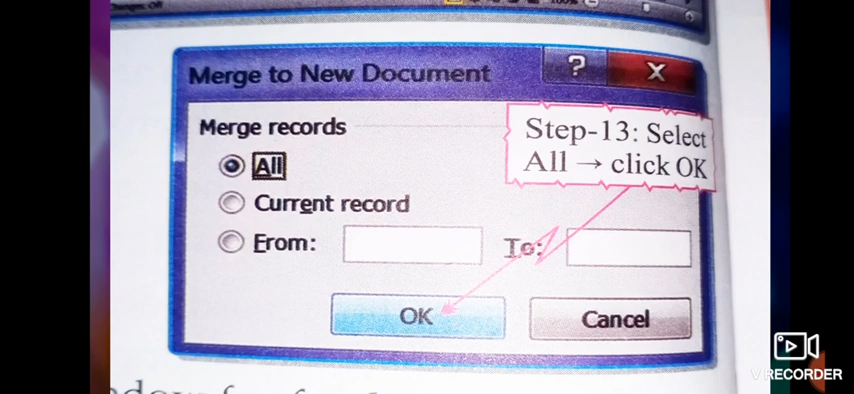 Merge to New Document
?
X
Merge records
Step-13: Select
All → click OK
All
Current record
From:
To:
OK
Cancel
V RECORDER